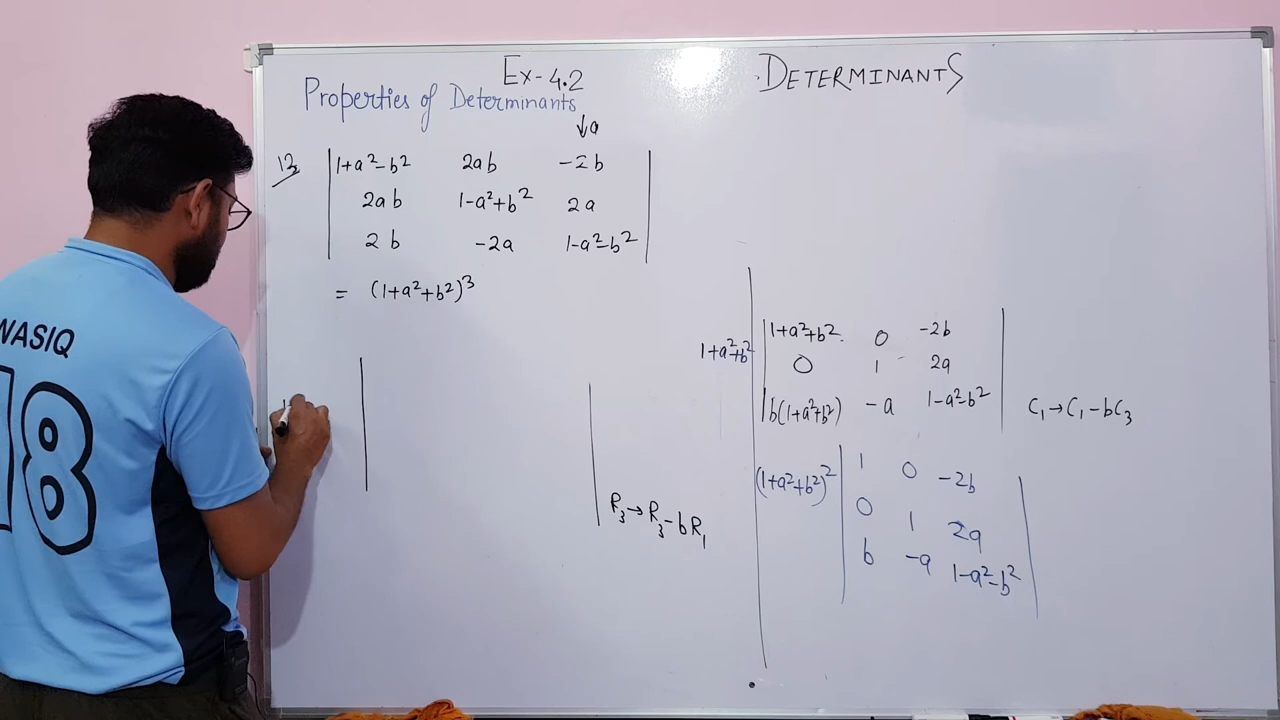 Ex-4.2
DETERMINANTS
Properties of Determinants
↓a
13 | 1+a²-b² 2ab -2b |
| 2ab 1-a²+b² 2a |
| 2b -2a 1-a²-b² |
= (1+a²+b²)³
R₃→R₃-bR₁
1+a²+b² | 1+a²+b². 0 -2b |
| 0 1 2a |
| b(1+a²+b²) -a 1-a²-b² | C₁→C₁-bC₃
(1+a²+b²)² | 1 0 -2b |
| 0 1 2a |
| b -a 1-a²-b² |
WASIQ
18